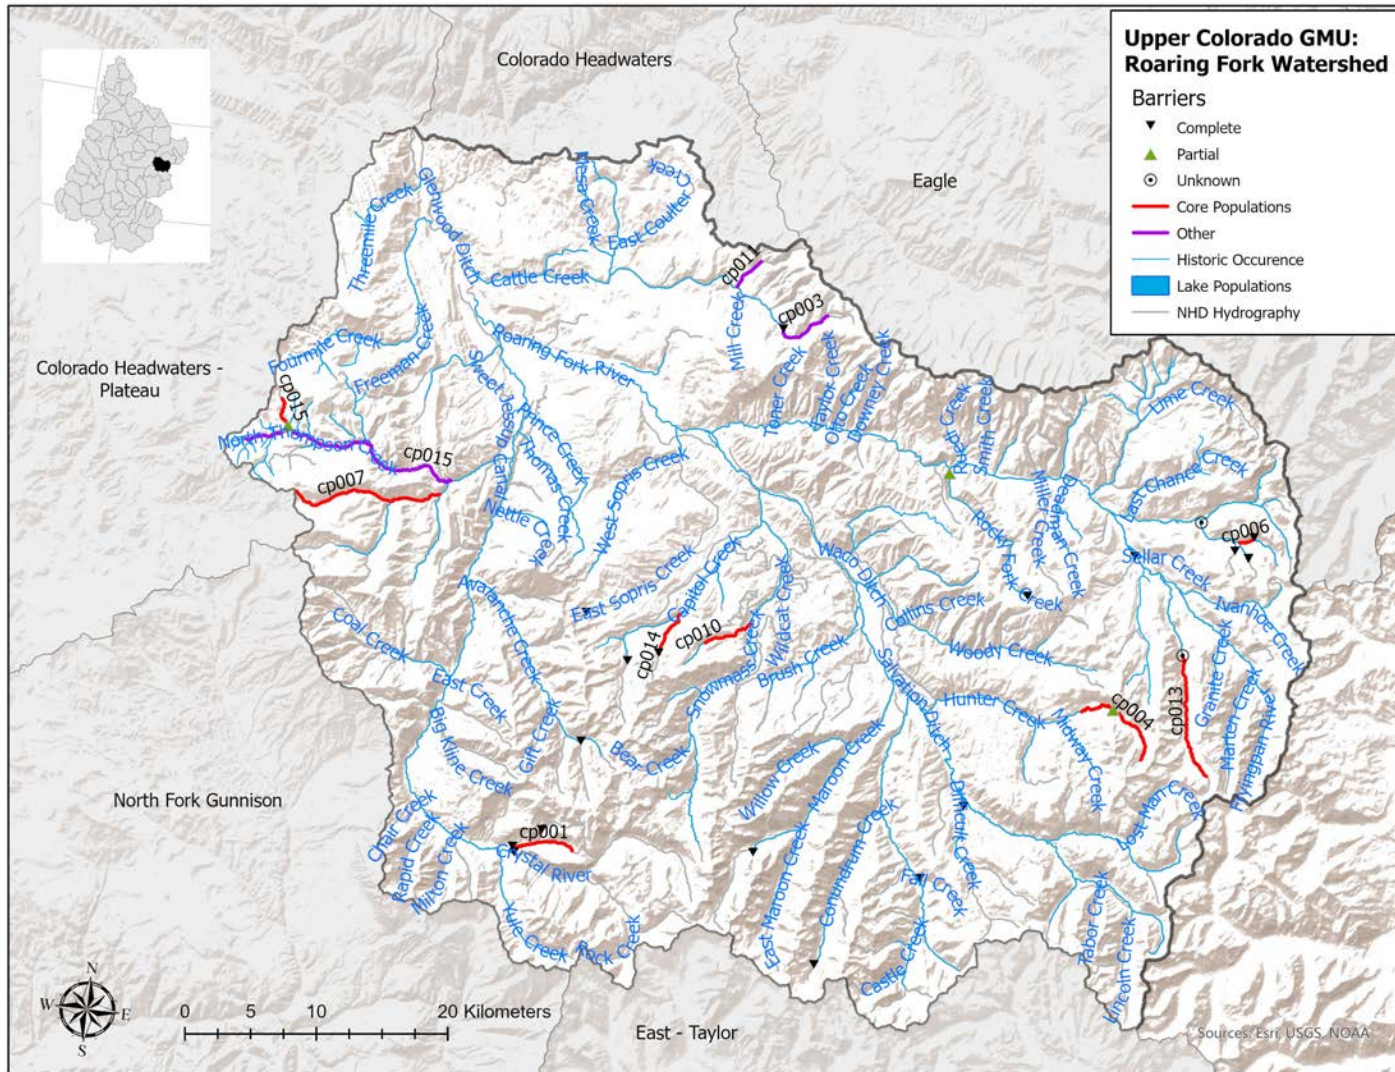 Upper Colorado GMU:
Roaring Fork Watershed
Barriers
Complete
Partial
Unknown
Core Populations
Other
Historic Occurence
Lake Populations
NHD Hydrography
Colorado Headwaters
Eagle
Colorado Headwaters -
Plateau
North Fork Gunnison
East - Taylor
Threemile Creek
Glenwood Ditch
Mesa Creek
East Coulter
Creek
Cattle Creek
cp011
cp003
Mill Creek
Fourmile Creek
Freeman Creek
Roaring Fork River
Sweet Jessup Canal
Prince Creek
Thomas Creek
Toner Creek
Taylor Creek
Otto Creek
Downey Creek
Creek
Smith Creek
Lime Creek
cp015
North Thompson Creek
cp015
cp007
Nettle Creek
West Sopris Creek
East Sopris Creek
Capitol Creek
Rocky Fork Creek
Miller Creek
Deadman Creek
Last Chance Creek
cp006
Sellar Creek
Ivanhoe Creek
Waco Ditch
Collins Creek
Woody Creek
Wildcat Creek
Snowmass Creek
Brush Creek
cp014
cp010
Avalanche Creek
Coal Creek
East Creek
Big Kline Creek
Gift Creek
Bear Creek
Salvation Ditch
Hunter Creek
Midway Creek
cp004
cp013
Granite Creek
Marten Creek
Fryingpan River
Lost Man Creek
Willow Creek
Maroon Creek
East Maroon Creek
Conundrum Creek
Difficult Creek
Fall Creek
Castle Creek
Tabor Creek
Lincoln Creek
Chair Creek
Rapid Creek
Milton Creek
cp001
Crystal River
Yule Creek
Rock Creek
N
W
E
S
0 5 10 20 Kilometers
Sources: Esri, USGS, NOAA